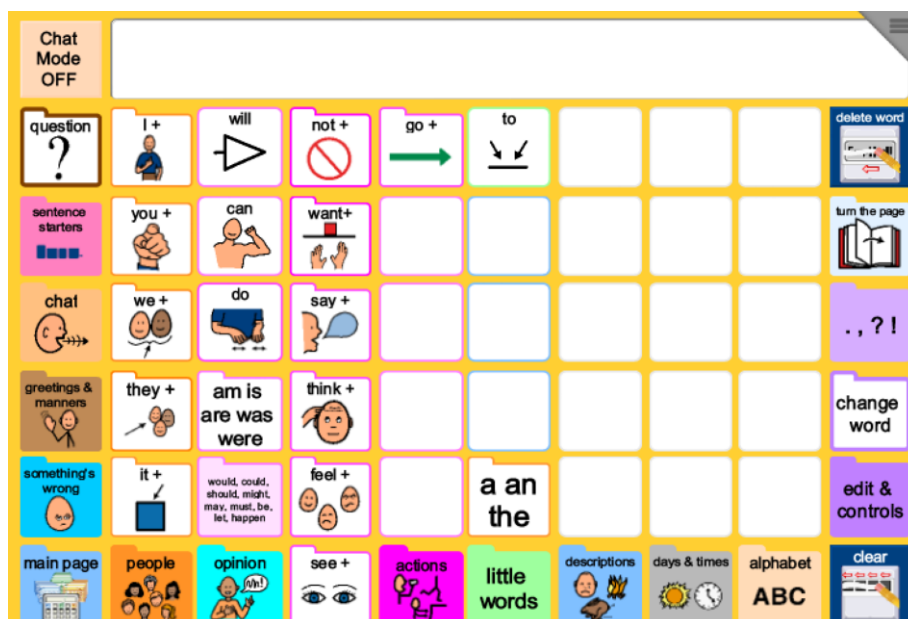 Chat
Mode
OFF
question
?
I +
will
not +
go +
to
delete word
sentence
starters
you +
can
want+
turn the page
chat
we +
do
say +
. , ? !
greetings &
manners
they +
am is
are was
were
think +
change
word
something's
wrong
it +
would, could,
should, might,
may, must, be,
let, happen
feel +
a an
the
edit &
controls
main page
people
opinion
see +
actions
little
words
descriptions
days & times
alphabet
ABC
clear